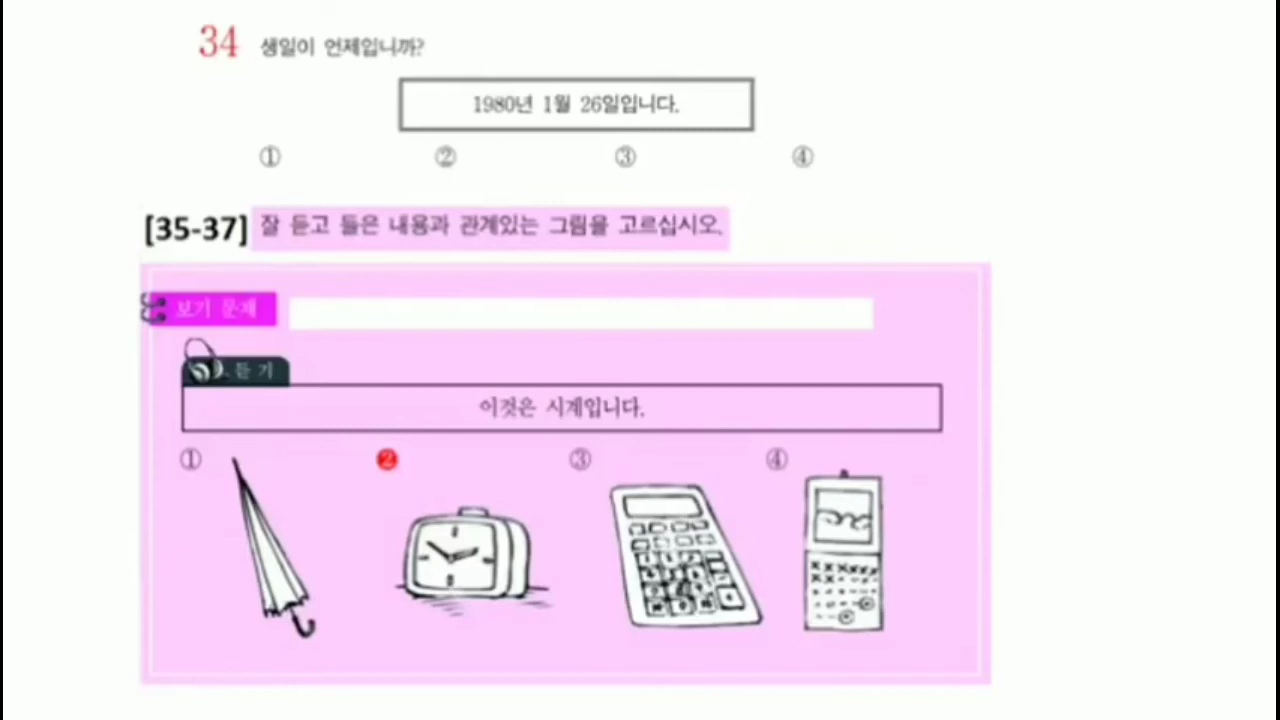 34 생일이 언제입니까?
1980년 1월 26일입니다.
① ② ③ ④
[35-37] 잘 듣고 들은 내용과 관계있는 그림을 고르십시오.
보기 문제
듣기
이것은 시계입니다.
① ② ③ ④